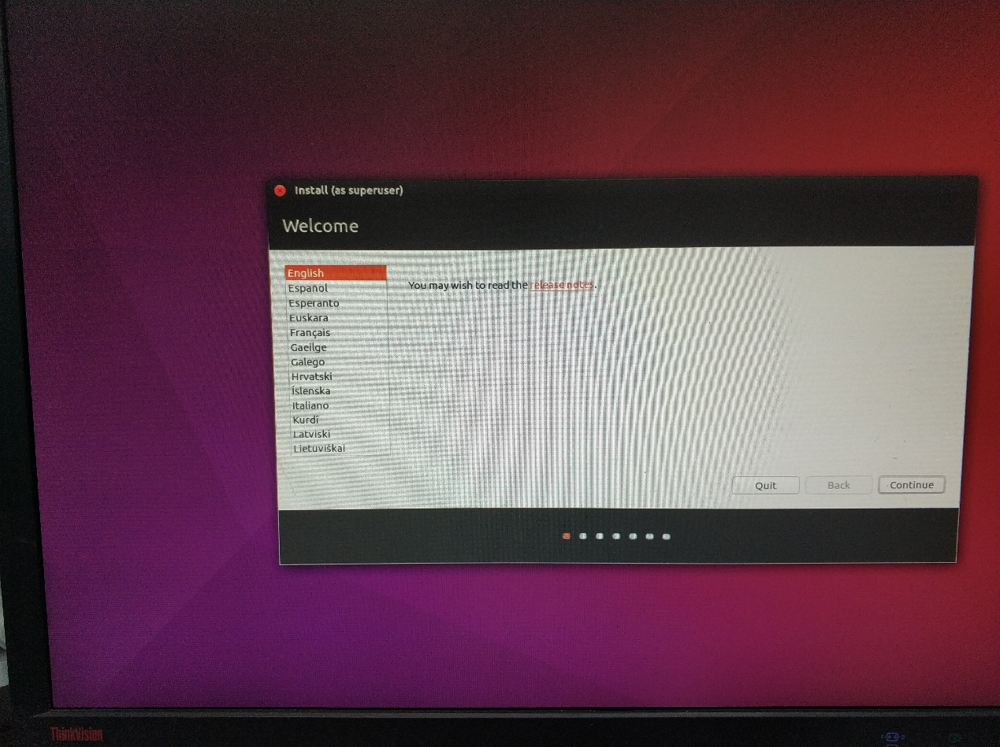 Install (as superuser)
Welcome
English
Español
Esperanto
Euskara
Français
Gaeilge
Galego
Hrvatski
Íslenska
Italiano
Kurdî
Latviski
Lietuviškai
You may wish to read the release notes.
Quit
Back
Continue
ThinkVision